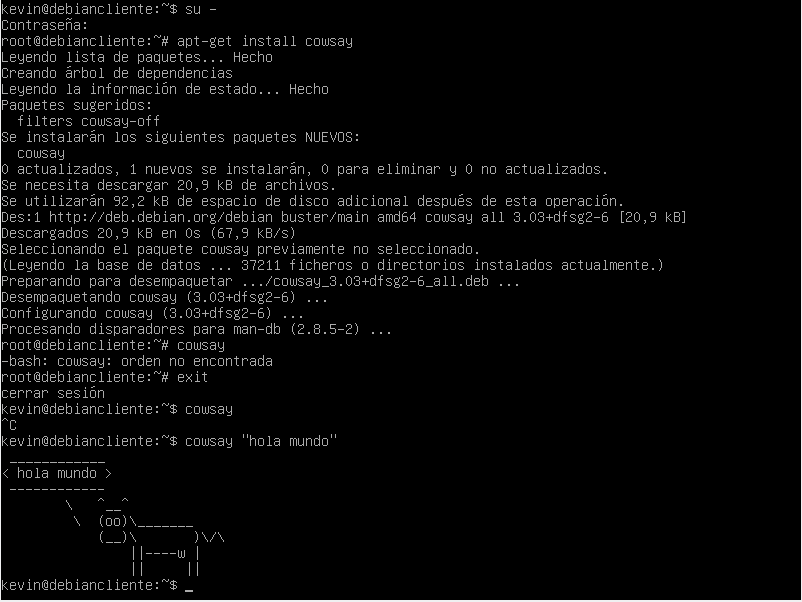 kevin@debiancliente:~$ su -
Contraseña:
root@debiancliente:~# apt-get install cowsay
Leyendo lista de paquetes... Hecho
Creando árbol de dependencias
Leyendo la información de estado... Hecho
Paquetes sugeridos:
  filters cowsay-off
Se instalarán los siguientes paquetes NUEVOS:
  cowsay
0 actualizados, 1 nuevos se instalarán, 0 para eliminar y 0 no actualizados.
Se necesita descargar 20,9 kB de archivos.
Se utilizarán 92,2 kB de espacio de disco adicional después de esta operación.
Des:1 http://deb.debian.org/debian buster/main amd64 cowsay all 3.03+dfsg2-6 [20,9 kB]
Descargados 20,9 kB en 0s (67,9 kB/s)
Seleccionando el paquete cowsay previamente no seleccionado.
(Leyendo la base de datos ... 37211 ficheros o directorios instalados actualmente.)
Preparando para desempaquetar .../cowsay_3.03+dfsg2-6_all.deb ...
Desempaquetando cowsay (3.03+dfsg2-6) ...
Configurando cowsay (3.03+dfsg2-6) ...
Procesando disparadores para man-db (2.8.5-2) ...
root@debiancliente:~# cowsay
-bash: cowsay: orden no encontrada
root@debiancliente:~# exit
cerrar sesión
kevin@debiancliente:~$ cowsay
^C
kevin@debiancliente:~$ cowsay "hola mundo"
 ____________
< hola mundo >
 ------------
        \   ^__^
         \  (oo)\_______
            (__)\       )\/\
                ||----w |
                ||     ||
kevin@debiancliente:~$ _